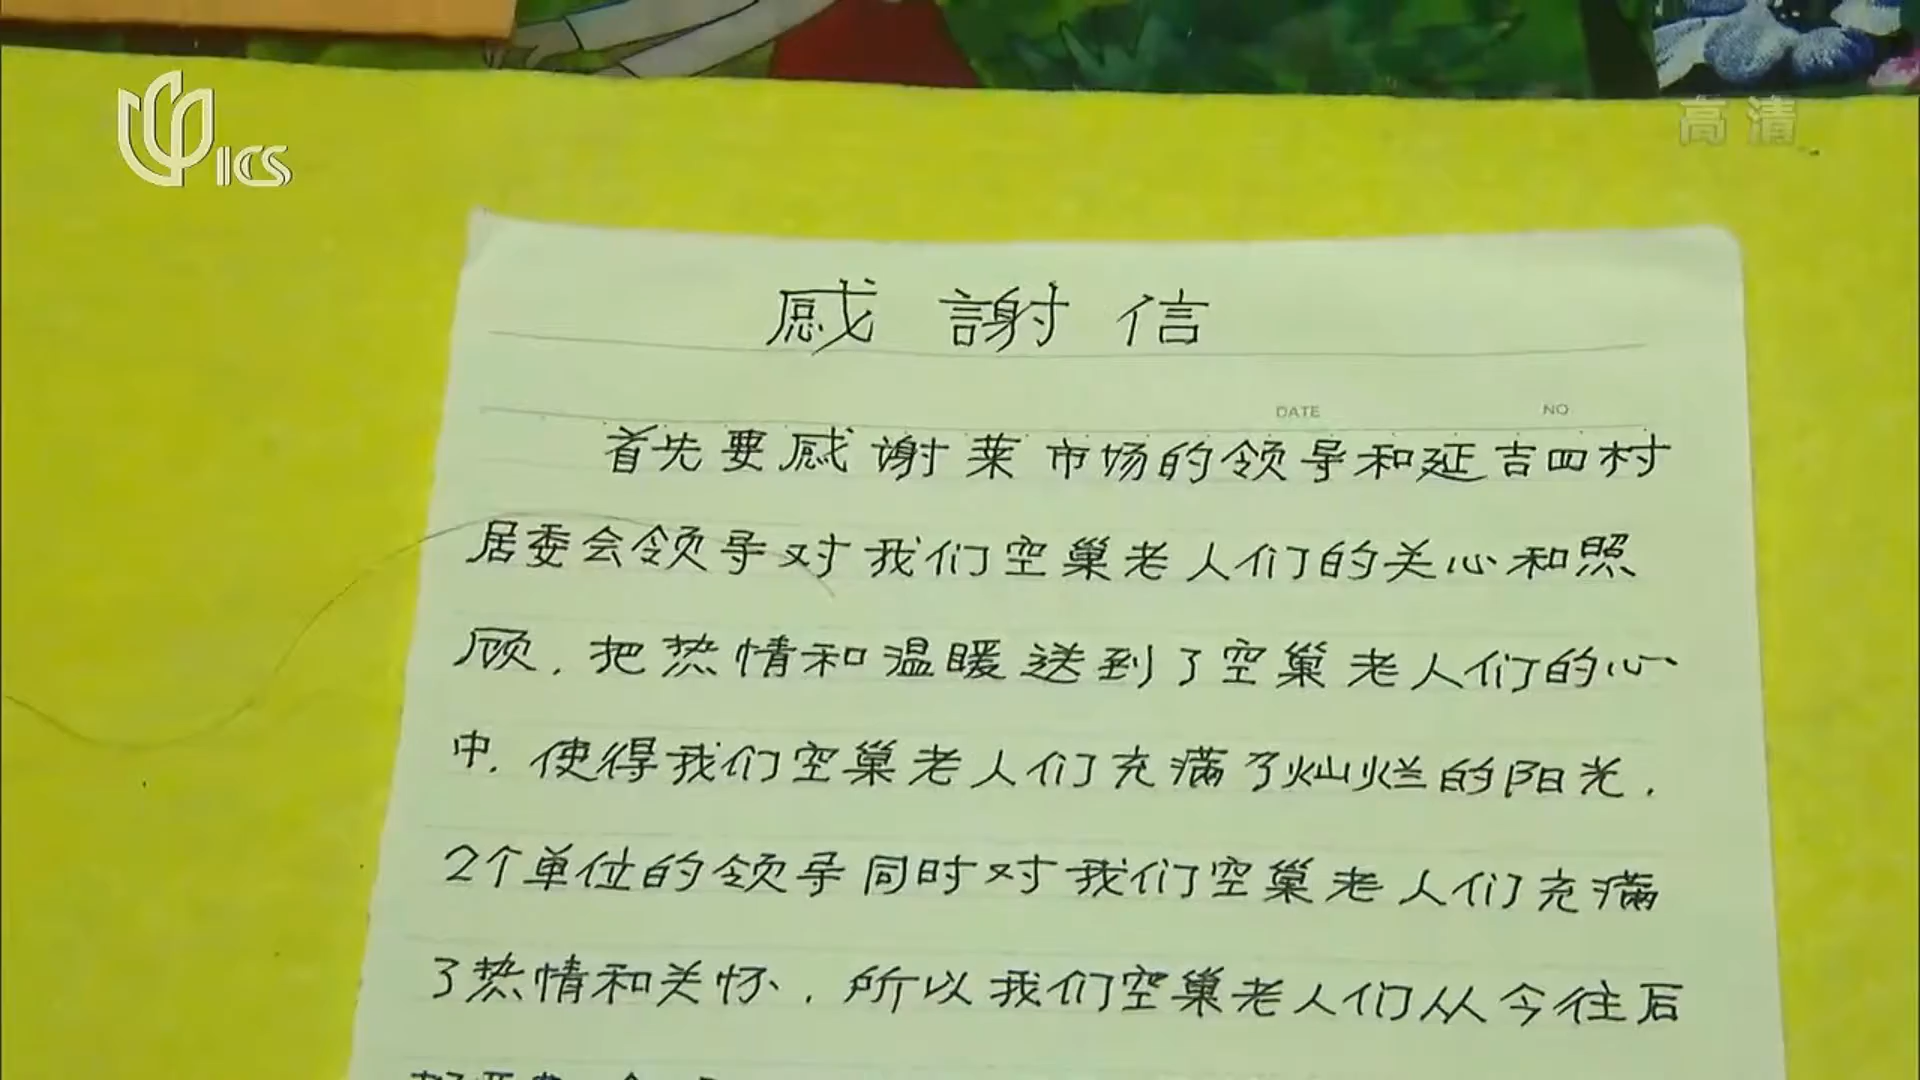 ICS
高清
感謝信
DATE NO
首先要感谢菜市场的领导和延吉四村
居委会领导对我们空巢老人们的关心和照
顾，把热情和温暖送到了空巢老人们的心
中，使得我们空巢老人们充满了灿烂的阳光，
2个单位的领导同时对我们空巢老人们充满
了热情和关怀、，所以我们空巢老人们从今往后